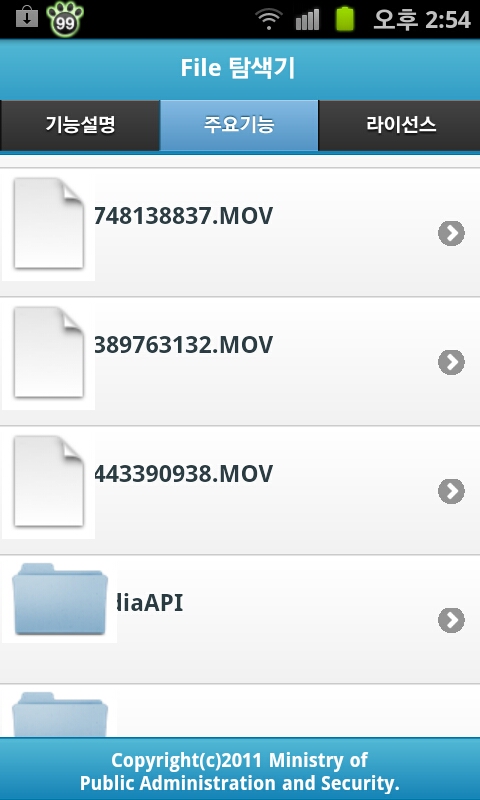 99 오후 2:54
File 탐색기
기능설명 주요기능 라이선스
748138837.MOV
389763132.MOV
443390938.MOV
diaAPI
Copyright(c)2011 Ministry of
Public Administration and Security.